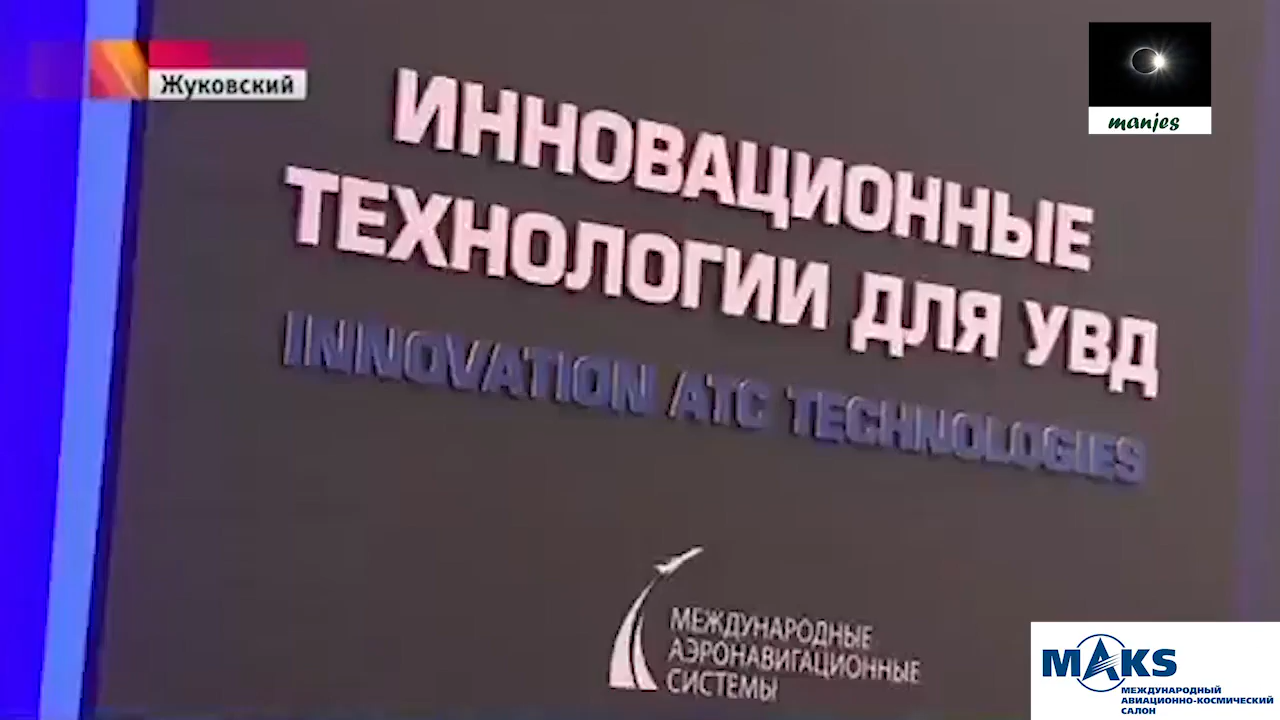 Жуковский
manjes
ИННОВАЦИОННЫЕ
ТЕХНОЛОГИИ ДЛЯ УВД
INNOVATION ATC TECHNOLOGIES
МЕЖДУНАРОДНЫЕ
АЭРОНАВИГАЦИОННЫЕ
СИСТЕМЫ
MAKS
МЕЖДУНАРОДНЫЙ
АВИАЦИОННО-КОСМИЧЕСКИЙ
САЛОН